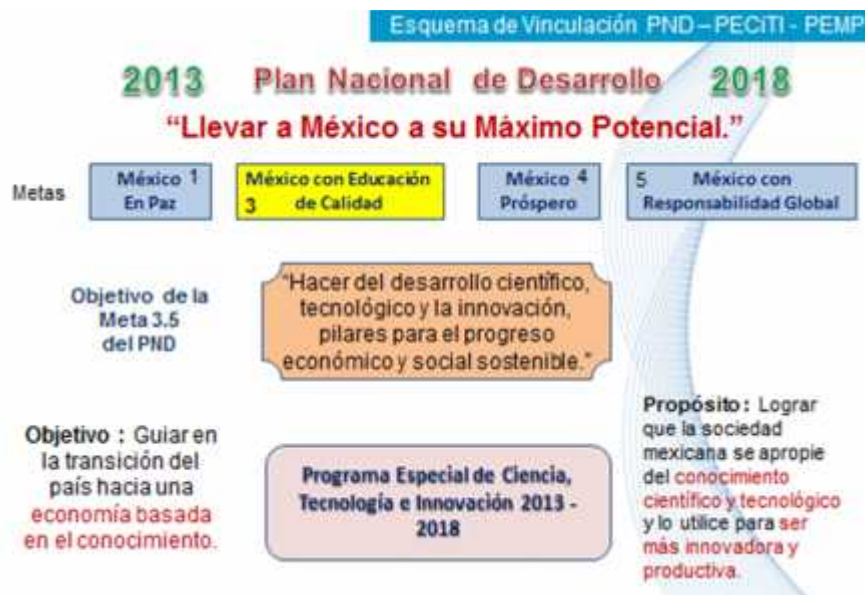 Esquema de Vinculación PND – PECiTI - PEMP
2013 Plan Nacional de Desarrollo 2018
“Llevar a México a su Máximo Potencial.”
Metas
México 1
En Paz
México con Educación
3 de Calidad
México 4
Próspero
5 México con
Responsabilidad Global
Objetivo de la
Meta 3.5
del PND
“Hacer del desarrollo científico,
tecnológico y la innovación,
pilares para el progreso
económico y social sostenible.”
Objetivo : Guiar en
la transición del
país hacia una
economía basada
en el conocimiento.
Programa Especial de Ciencia,
Tecnología e Innovación 2013 -
2018
Propósito : Lograr
que la sociedad
mexicana se apropie
del conocimiento
científico y tecnológico
y lo utilice para ser
más innovadora y
productiva.